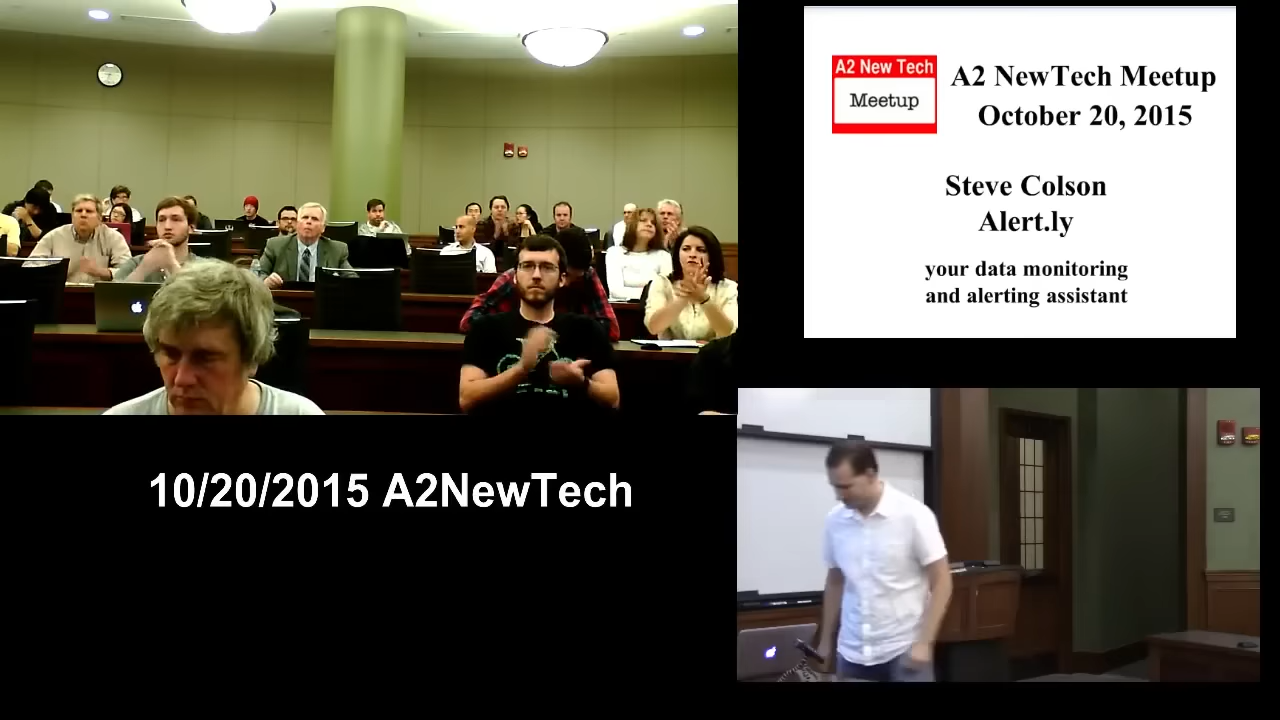 A2 New Tech
Meetup
A2 NewTech Meetup
October 20, 2015
Steve Colson
Alert.ly
your data monitoring
and alerting assistant
10/20/2015 A2NewTech